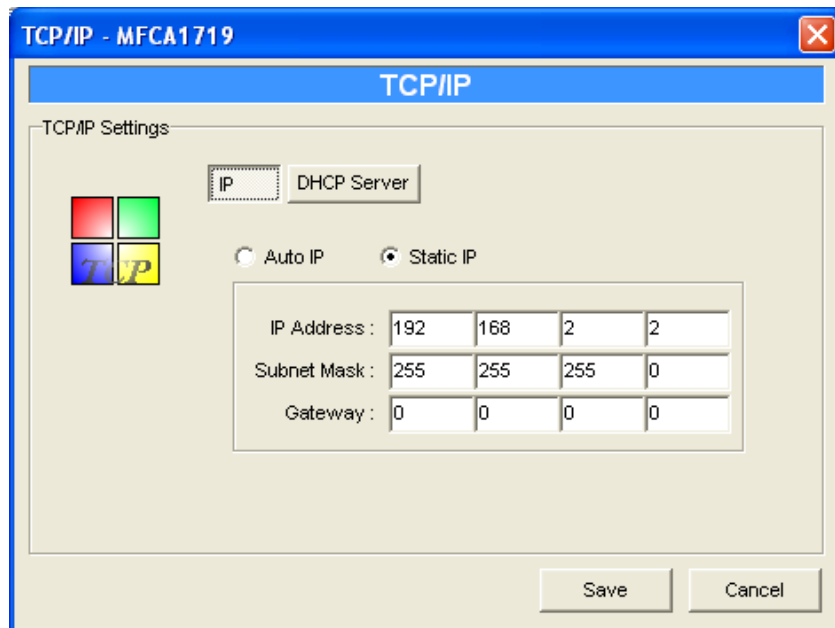 TCP/IP - MFCA1719
TCP/IP
TCP/IP Settings
IP DHCP Server
TCP
Auto IP Static IP
IP Address : 192 168 2 2
Subnet Mask : 255 255 255 0
Gateway : 0 0 0 0
Save Cancel